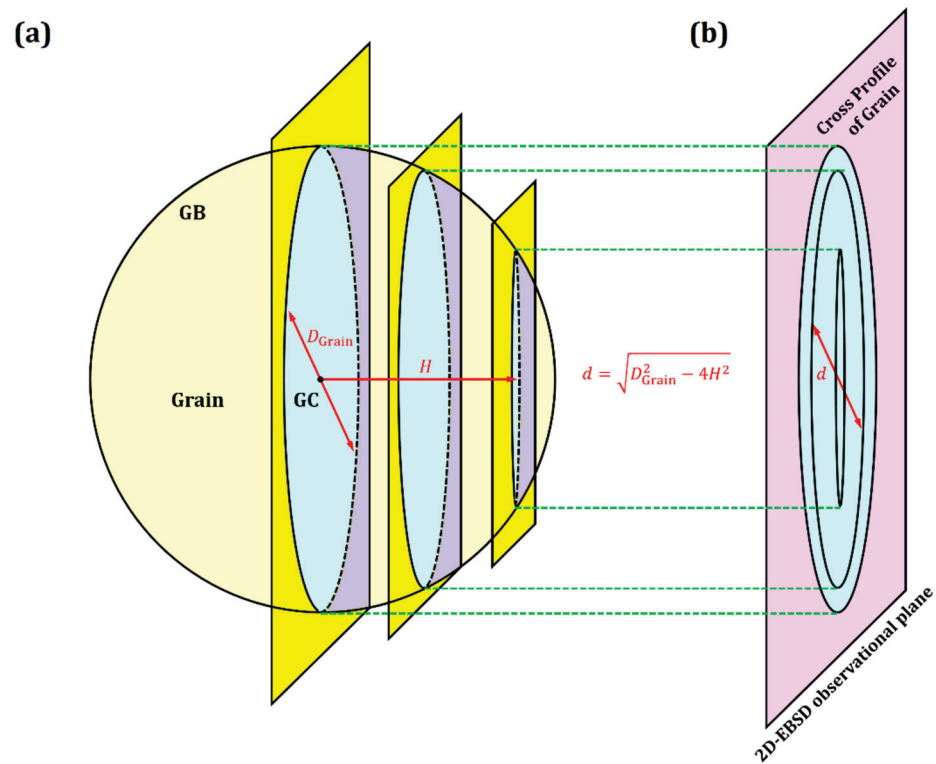 (a)
(b)
Cross Profile
of Grain
GB
D_Grain
H
Grain
GC
d = √(D²_Grain − 4H²)
d
2D-EBSD observational plane